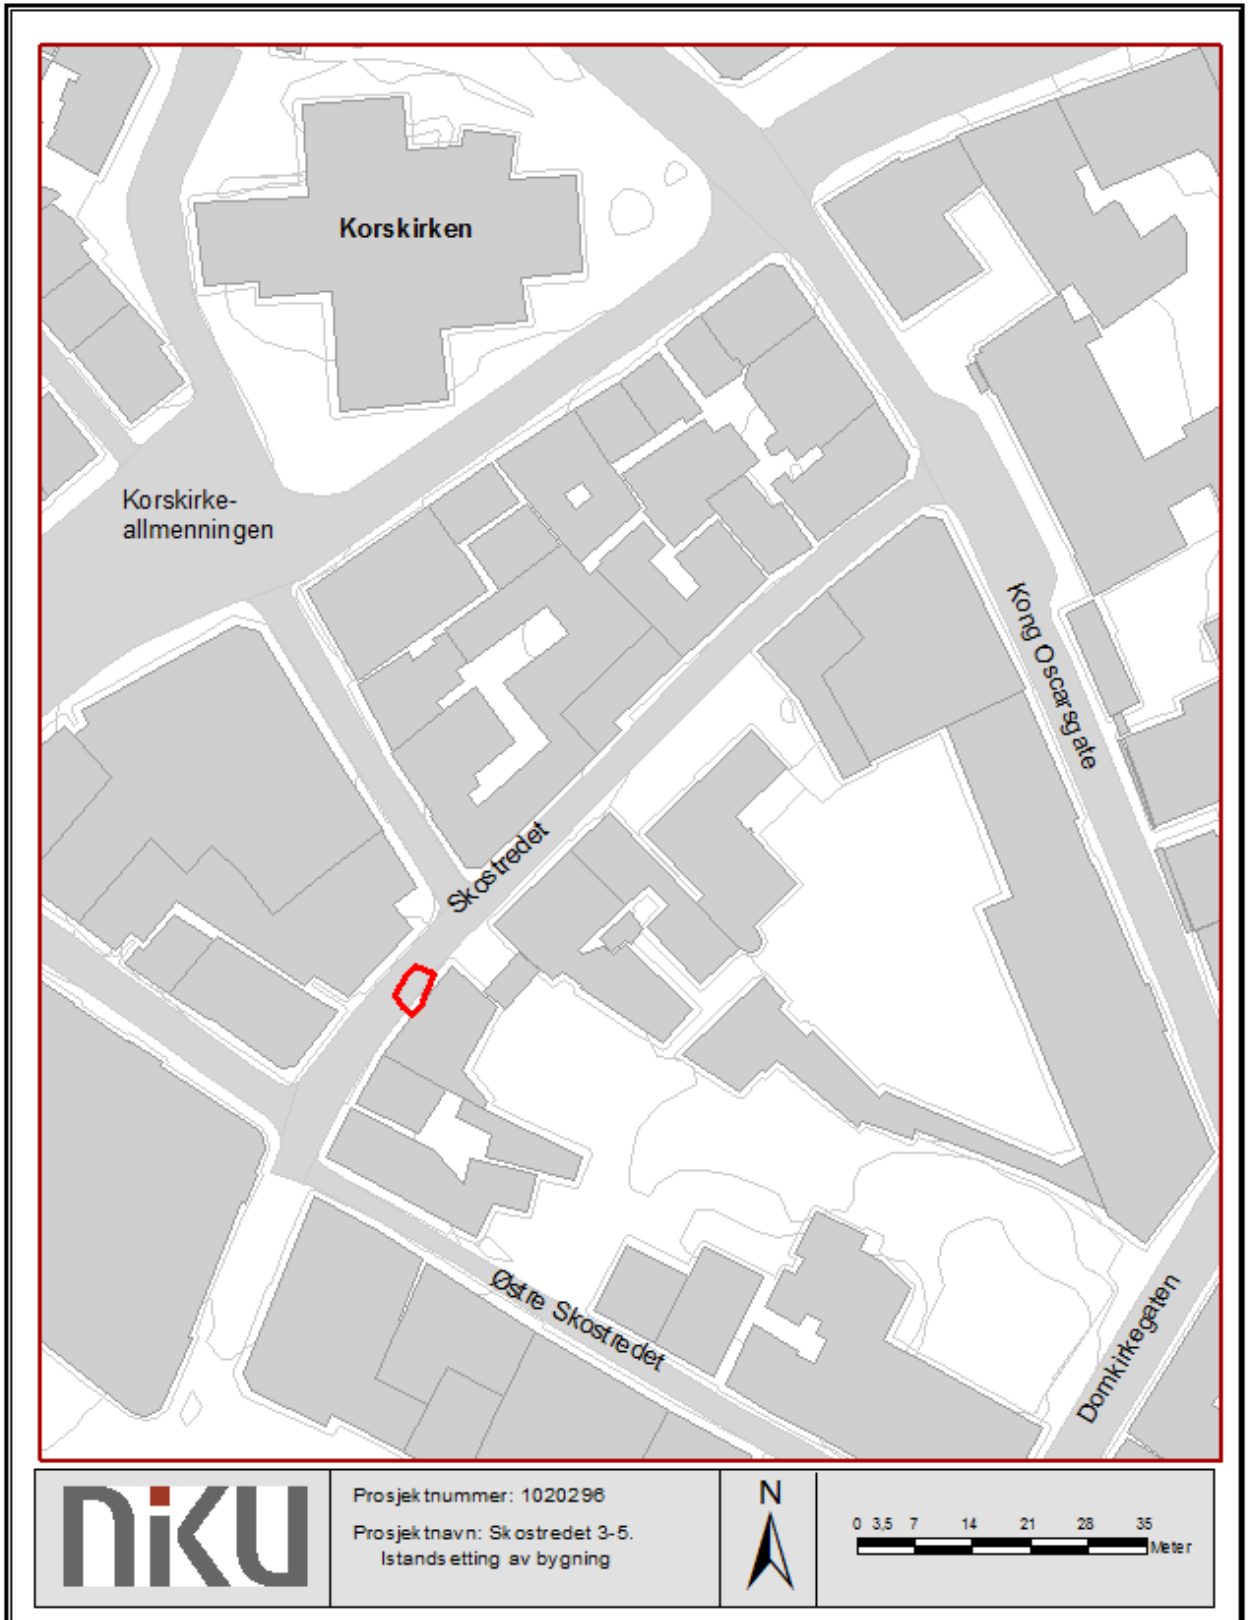 Korskirken
Korskirke-
allmenningen
Kong Oscarsgate
Skostredet
Østre Skostredet
Domkirkegaten
niku
Prosjektnummer: 1020296
Prosjektnavn: Skostredet 3-5.
Istandsetting av bygning
N
0 3,5 7 14 21 28 35
Meter